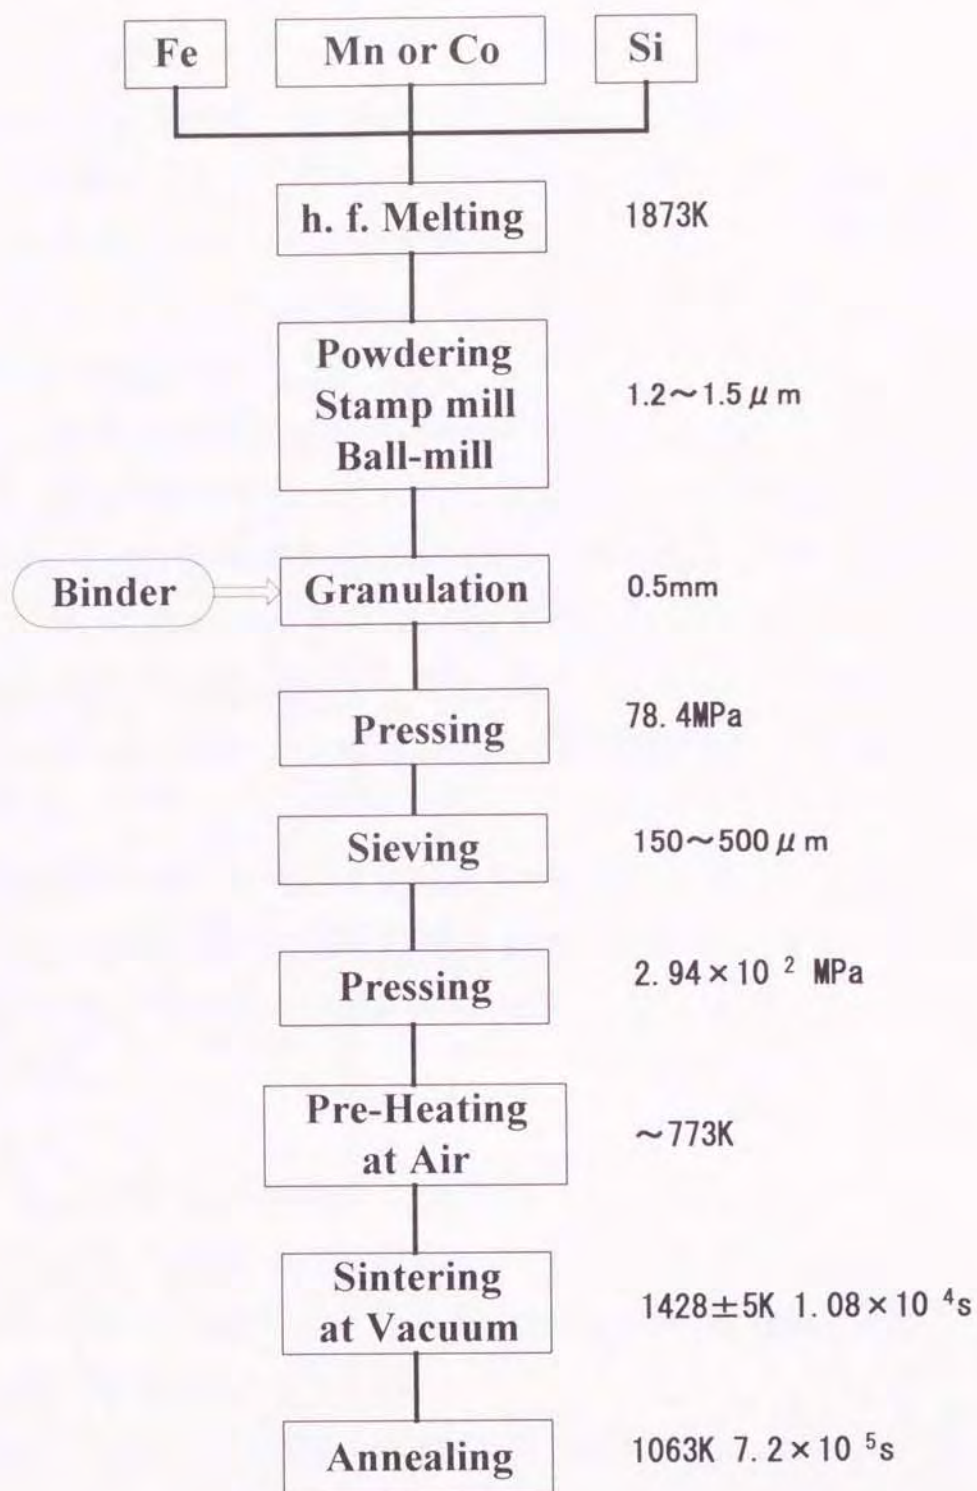 Fe
Mn or Co
Si
h. f. Melting
1873K
Powdering
Stamp mill
Ball-mill
1.2～1.5 μ m
Binder
Granulation
0.5mm
Pressing
78. 4MPa
Sieving
150～500 μ m
Pressing
2. 94×10 ² MPa
Pre-Heating
at Air
～773K
Sintering
at Vacuum
1428±5K 1. 08×10 ⁴s
Annealing
1063K 7. 2×10 ⁵s